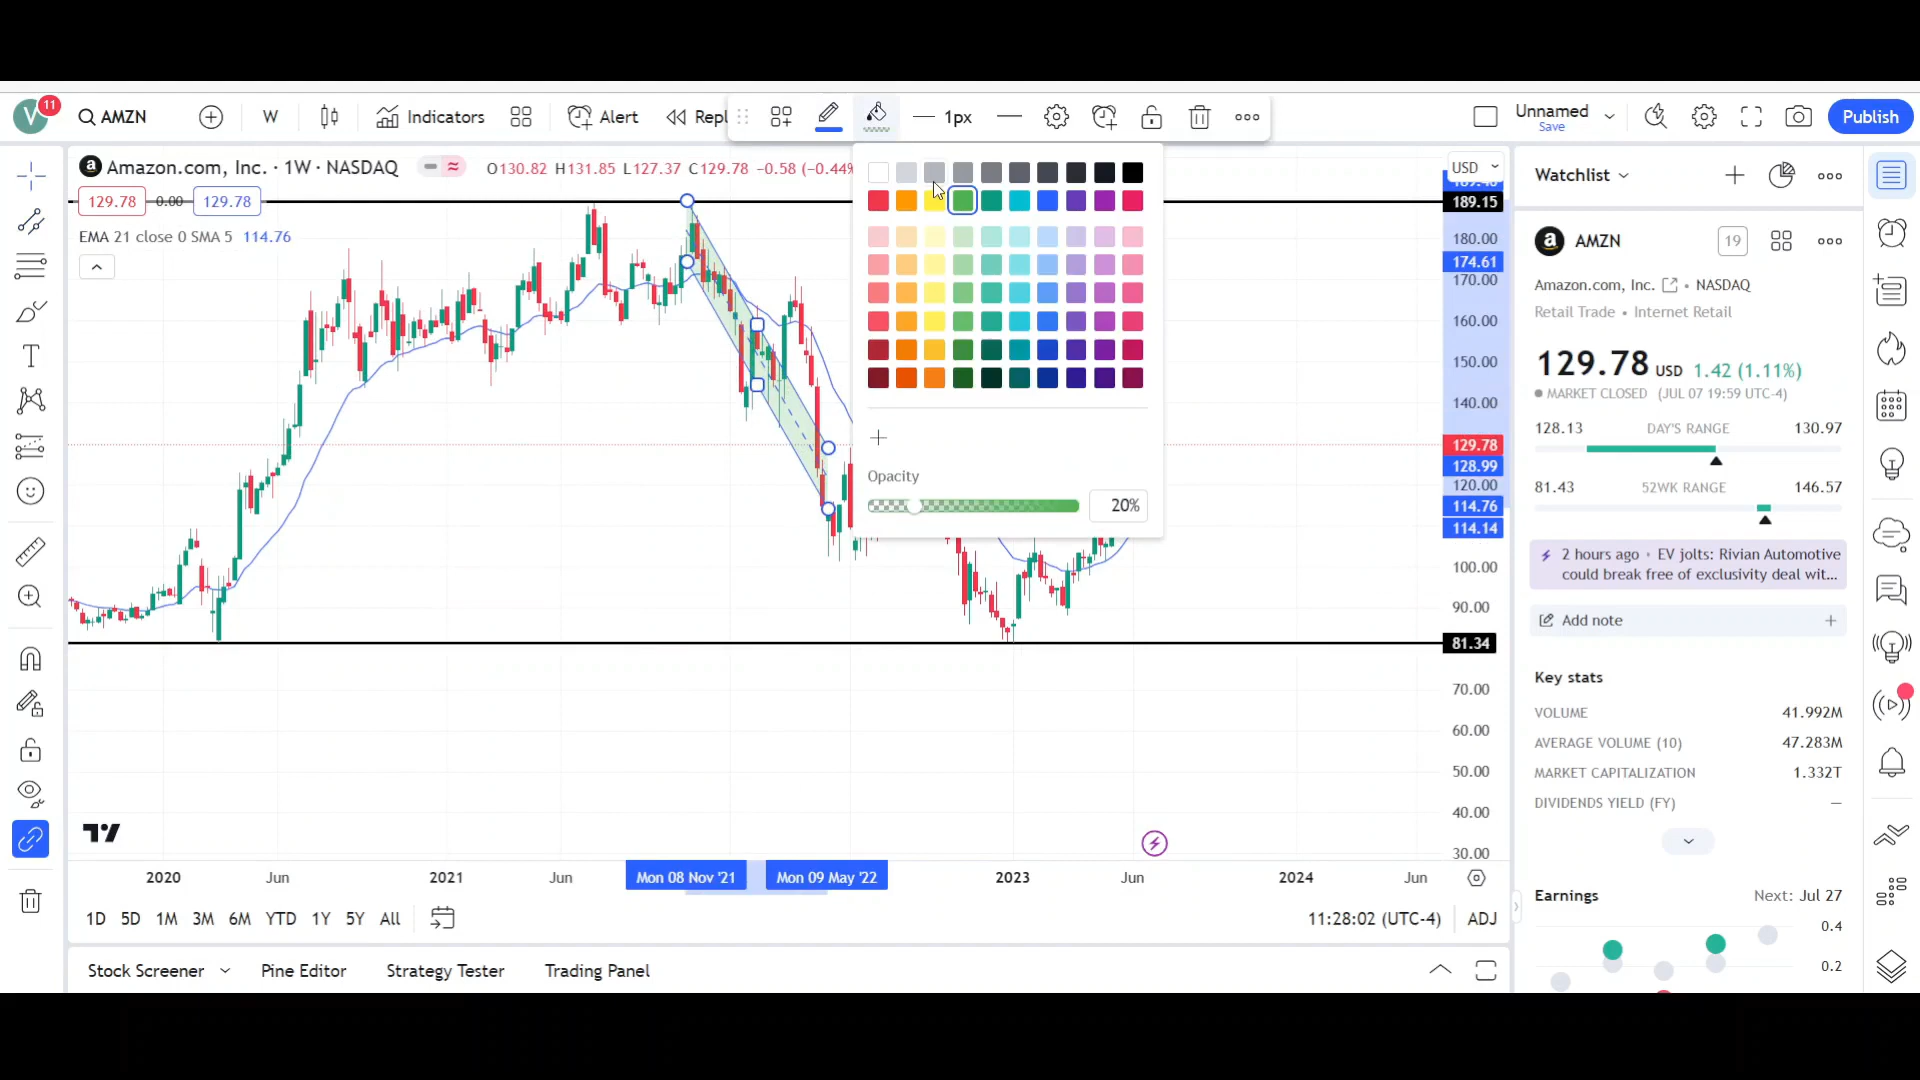 V
11
AMZN
W
Indicators
Alert
Repl
1px
Unnamed
Save
Publish
a
Amazon.com, Inc. · 1W · NASDAQ
O130.82 H131.85 L127.37 C129.78 -0.58 (-0.44%
129.78
0.00
129.78
EMA 21 close 0 SMA 5 114.76
Opacity
20%
USD
189.15
180.00
174.61
170.00
160.00
150.00
140.00
129.78
128.99
120.00
114.76
114.14
100.00
90.00
81.34
70.00
60.00
50.00
40.00
30.00
2020
Jun
2021
Jun
Mon 08 Nov '21
Mon 09 May '22
2023
Jun
2024
Jun
1D 5D 1M 3M 6M YTD 1Y 5Y All
11:28:02 (UTC-4)
ADJ
Stock Screener
Pine Editor
Strategy Tester
Trading Panel
Watchlist
a
AMZN
19
Amazon.com, Inc. • NASDAQ
Retail Trade • Internet Retail
129.78 USD 1.42 (1.11%)
MARKET CLOSED (JUL 07 19:59 UTC-4)
128.13 DAY'S RANGE 130.97
81.43 52WK RANGE 146.57
2 hours ago • EV jolts: Rivian Automotive
could break free of exclusivity deal wit...
Add note
Key stats
VOLUME 41.992M
AVERAGE VOLUME (10) 47.283M
MARKET CAPITALIZATION 1.332T
DIVIDENDS YIELD (FY) —
Earnings
Next: Jul 27
0.4
0.2